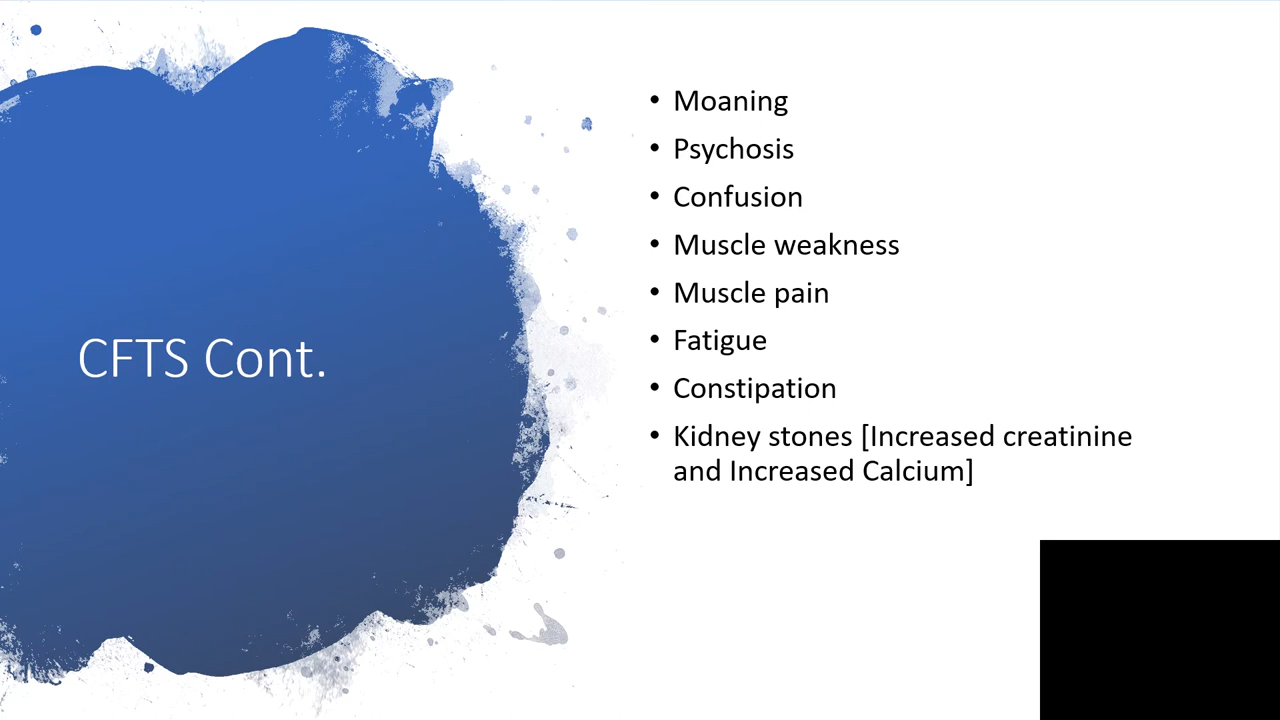 CFTS Cont.
• Moaning
• Psychosis
• Confusion
• Muscle weakness
• Muscle pain
• Fatigue
• Constipation
• Kidney stones [Increased creatinine
and Increased Calcium]